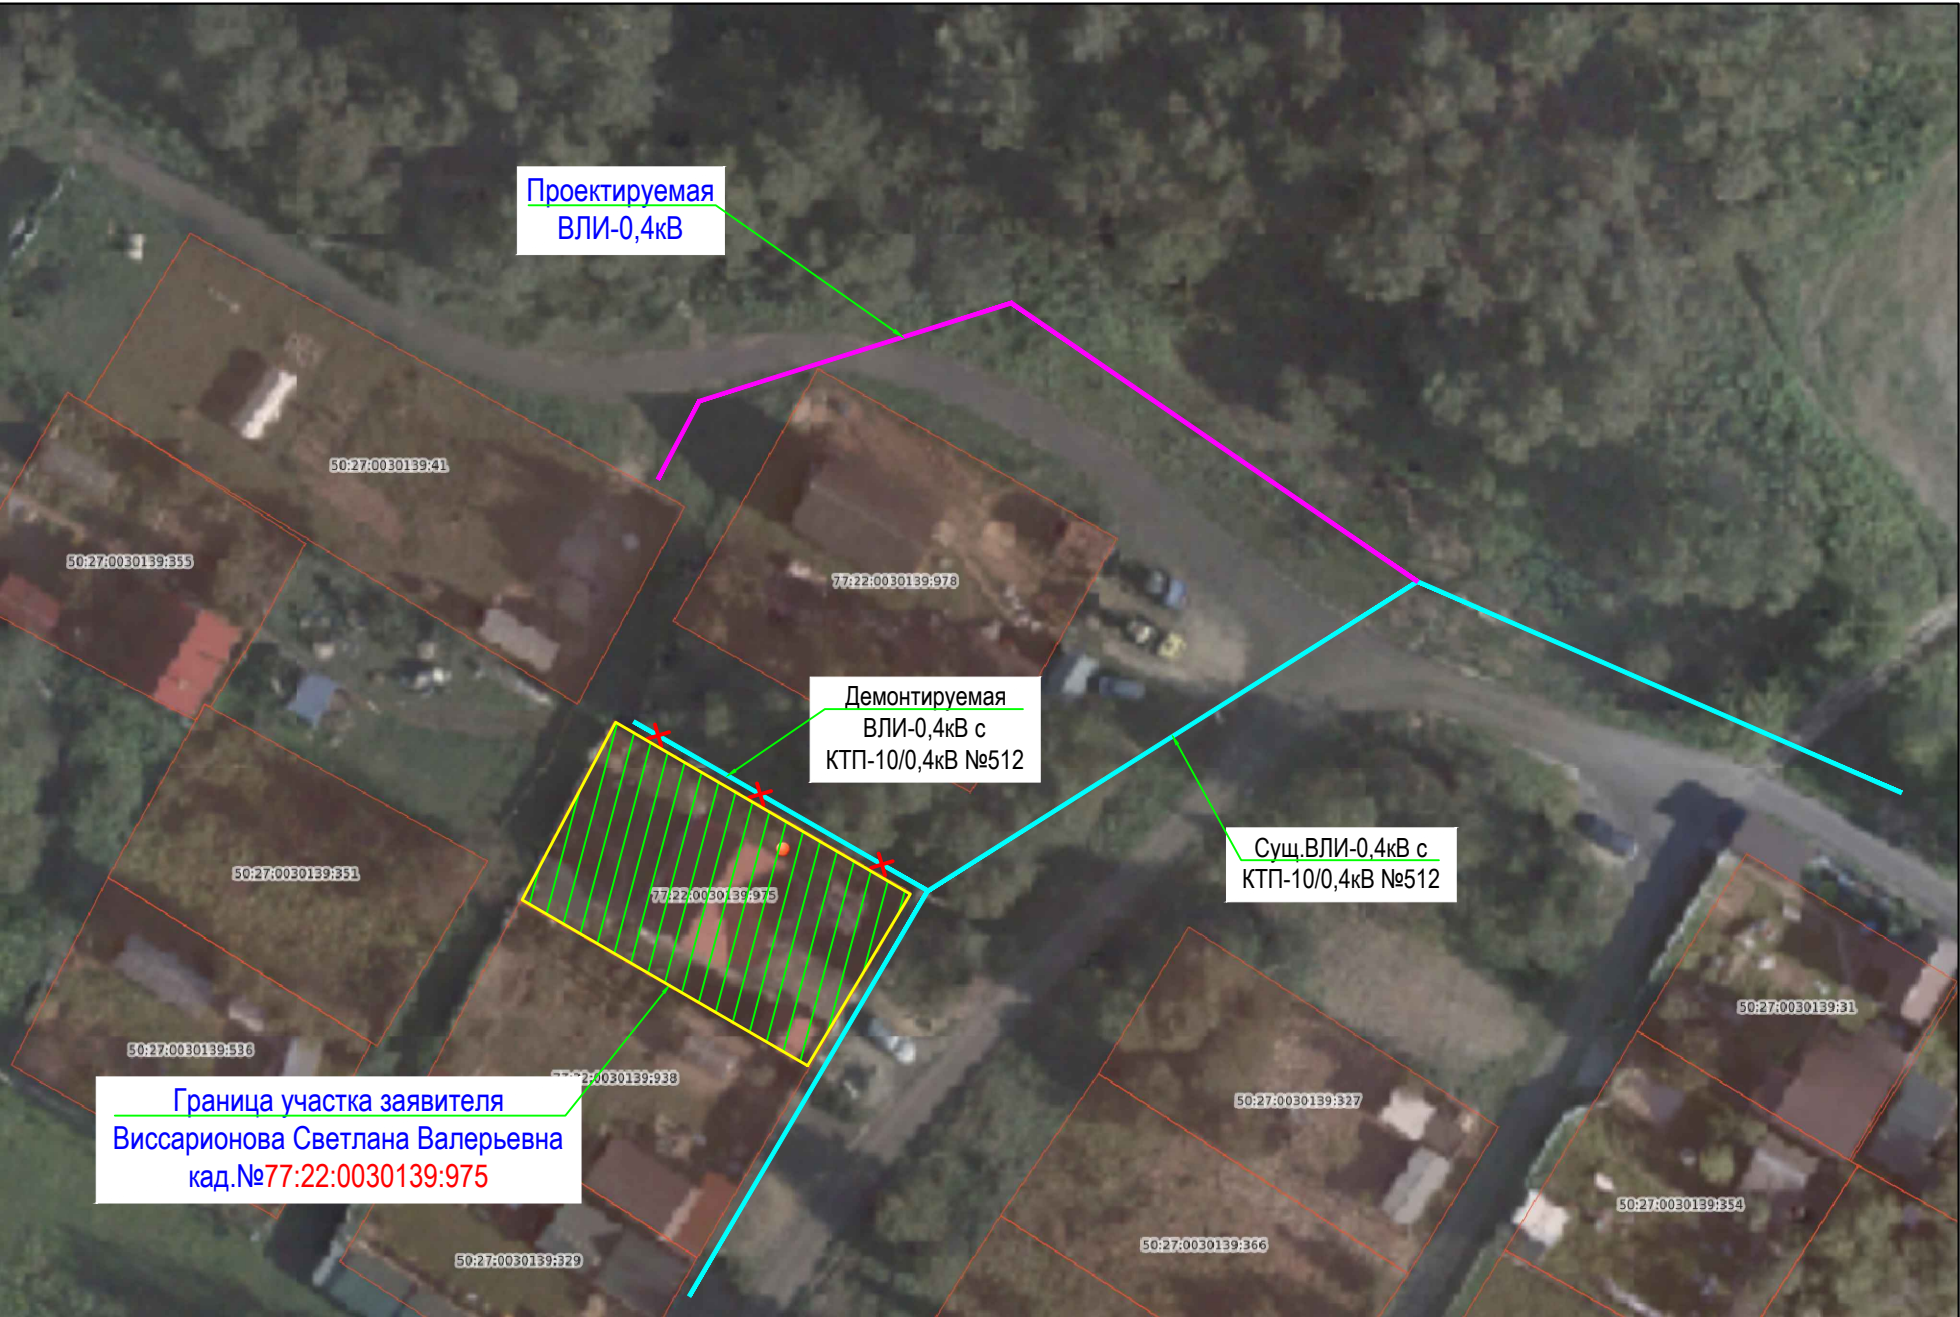 Проектируемая
ВЛИ-0,4кВ
50:27:0030139:41
50:27:0030139:355
77:22:0030139:978
Демонтируемая
ВЛИ-0,4кВ с
КТП-10/0,4кВ №512
Сущ.ВЛИ-0,4кВ с
КТП-10/0,4кВ №512
50:27:0030139:351
77:22:0030139:975
50:27:0030139:31
50:27:0030139:536
77:22:0030139:938
Граница участка заявителя
Виссарионова Светлана Валерьевна
кад.№77:22:0030139:975
50:27:0030139:327
50:27:0030139:354
50:27:0030139:366
50:27:0030139:329